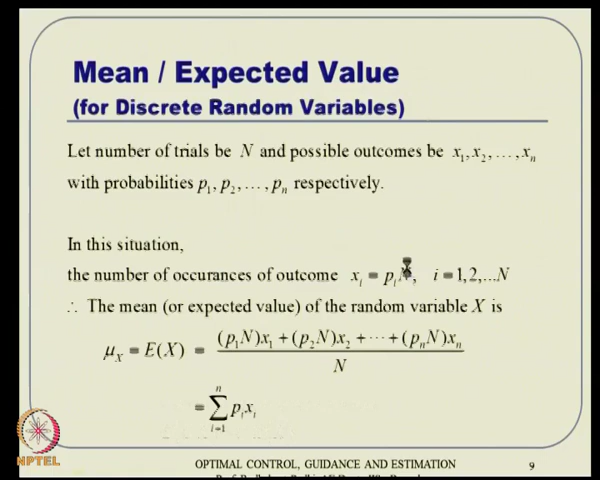 Mean / Expected Value
(for Discrete Random Variables)
Let number of trials be N and possible outcomes be x₁, x₂, …, xₙ
with probabilities p₁, p₂, …, pₙ respectively.
In this situation,
the number of occurances of outcome xᵢ = pᵢN, i = 1,2,...N
∴ The mean (or expected value) of the random variable X is
μ_X = E(X) = ((p₁N)x₁ + (p₂N)x₂ + ⋯ + (pₙN)xₙ) / N
= ∑ᵢ₌₁ⁿ pᵢxᵢ
NPTEL
OPTIMAL CONTROL, GUIDANCE AND ESTIMATION
9